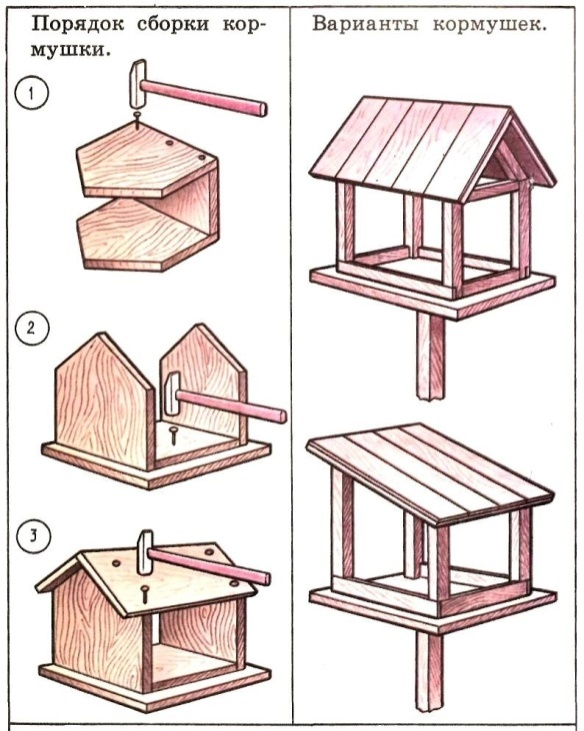 Порядок сборки кор-
мушки.
1
2
3
Варианты кормушек.